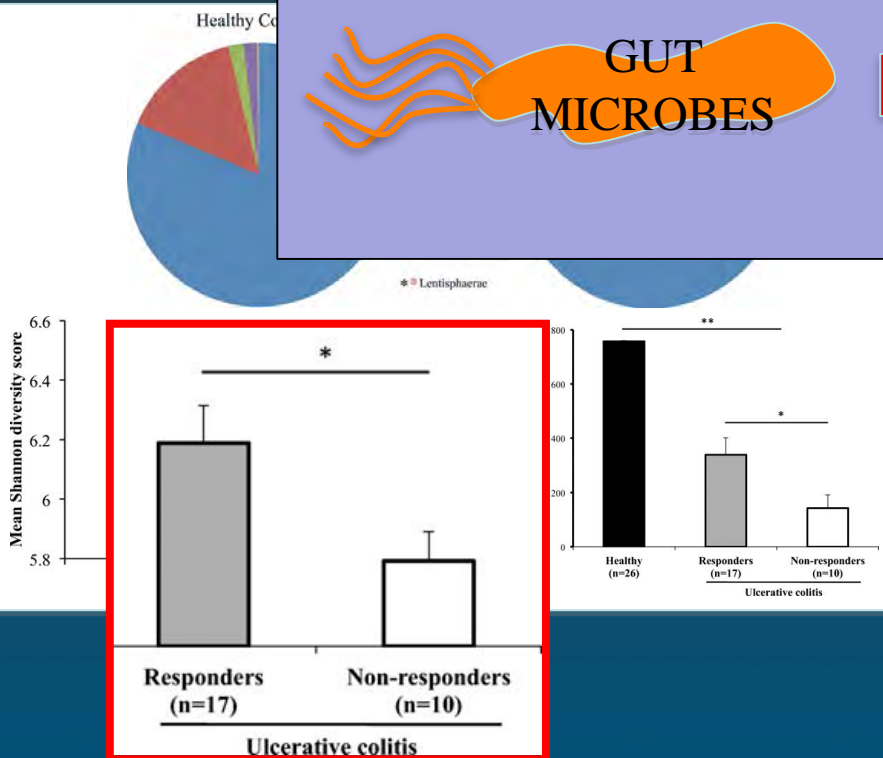 Healthy Co
GUT
MICROBES
* Lentisphaerae
Mean Shannon diversity score
6.6
6.4
6.2
6
5.8
*
Responders
(n=17)
Non-responders
(n=10)
Ulcerative colitis
800
600
400
200
0
**
*
Healthy
(n=26)
Responders
(n=17)
Non-responders
(n=10)
Ulcerative colitis